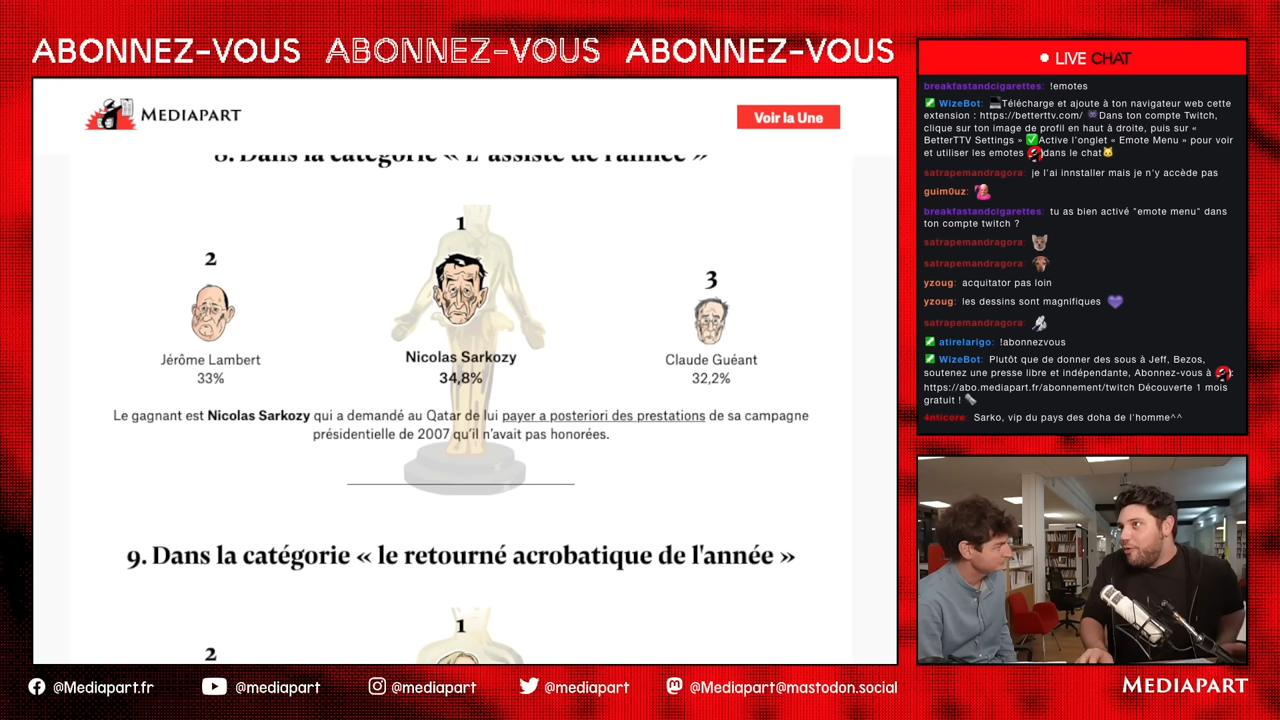 ABONNEZ-VOUS ABONNEZ-VOUS ABONNEZ-VOUS
MEDIAPART
Voir la Une
8. Dans la catégorie « L'assisté de l'année »
1
2
3
Jérôme Lambert
33%
Nicolas Sarkozy
34,8%
Claude Guéant
32,2%
Le gagnant est Nicolas Sarkozy qui a demandé au Qatar de lui payer a posteriori des prestations de sa campagne
présidentielle de 2007 qu'il n'avait pas honorées.
9. Dans la catégorie « le retourné acrobatique de l'année »
1
2
LIVE CHAT
breakfastandcigarettes: !emotes
WizeBot: Télécharge et ajoute à ton navigateur web cette
extension : https://betterttv.com/ Dans ton compte Twitch,
clique sur ton image de profil en haut à droite, puis sur «
BetterTTV Settings » Active l'onglet « Emote Menu » pour voir
et utiliser les emotes dans le chat
satrapemandragora: je l'ai innstaller mais je n'y accède pas
guim0uz:
breakfastandcigarettes: tu as bien activé "emote menu" dans
ton compte twitch ?
satrapemandragora:
satrapemandragora:
yzoug: acquitator pas loin
yzoug: les dessins sont magnifiques
satrapemandragora:
atirelarigo: !abonnezvous
WizeBot: Plutôt que de donner des sous à Jeff, Bezos,
soutenez une presse libre et indépendante, Abonnez-vous à :
https://abo.mediapart.fr/abonnement/twitch Découverte 1 mois
gratuit !
4nticore: Sarko, vip du pays des doha de l'homme^^
@Mediapart.fr @mediapart @mediapart @mediapart @Mediapart@mastodon.social
MEDIAPART